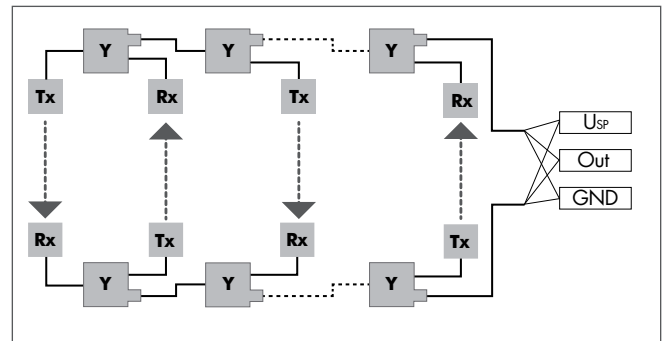 Y Y Y
Tx Rx Tx Rx
USP
Out
GND
Rx Tx Rx Tx
Y Y Y